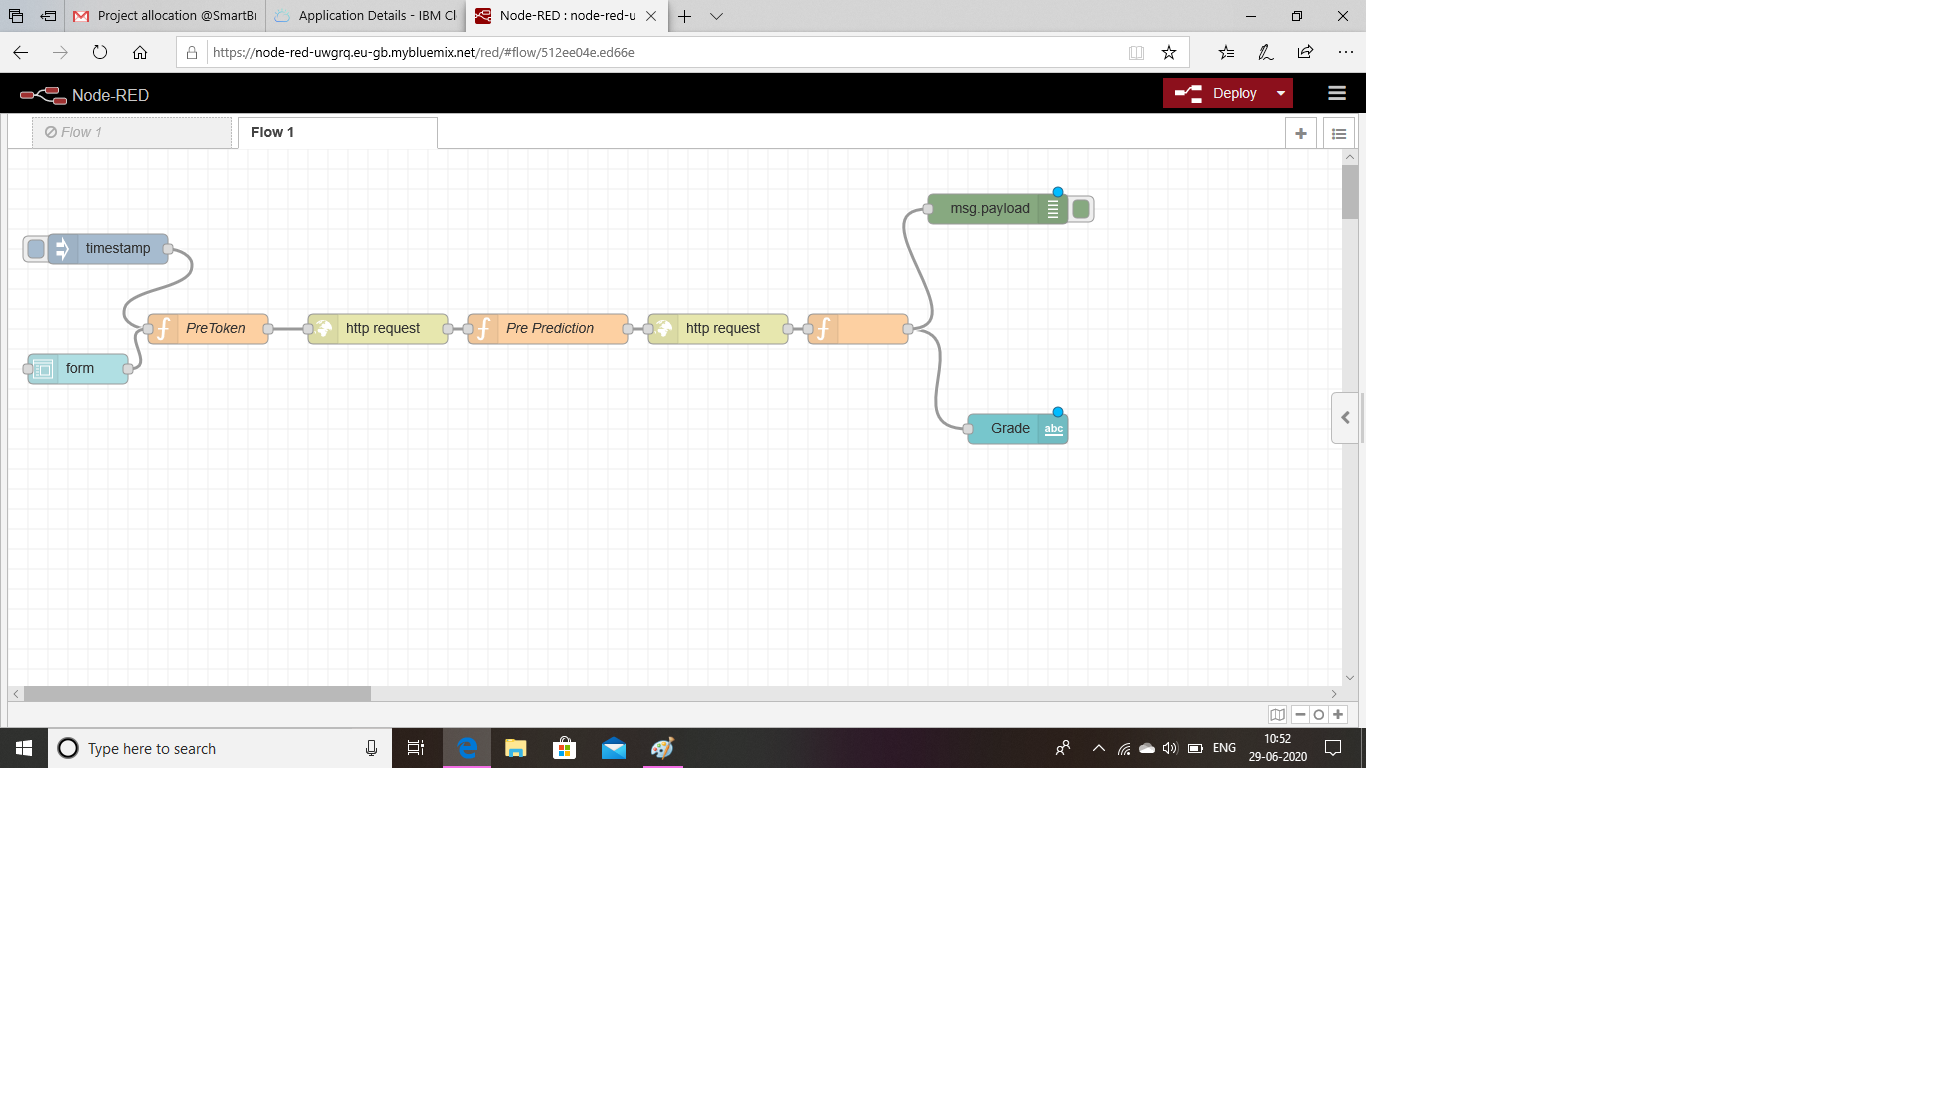 Project allocation @SmartBr
Application Details - IBM Cl
Node-RED : node-red-u
https://node-red-uwgrq.eu-gb.mybluemix.net/red/#flow/512ee04e.ed66e
Node-RED
Deploy
Flow 1
Flow 1
msg.payload
timestamp
PreToken
http request
Pre Prediction
http request
form
Grade
abc
Type here to search
ENG
10:52
29-06-2020